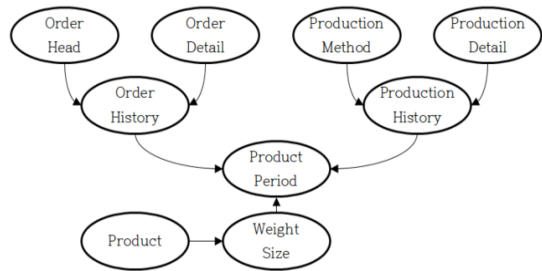 Order
Head
Order
Detail
Production
Method
Production
Detail
Order
History
Production
History
Product
Period
Product
Weight
Size